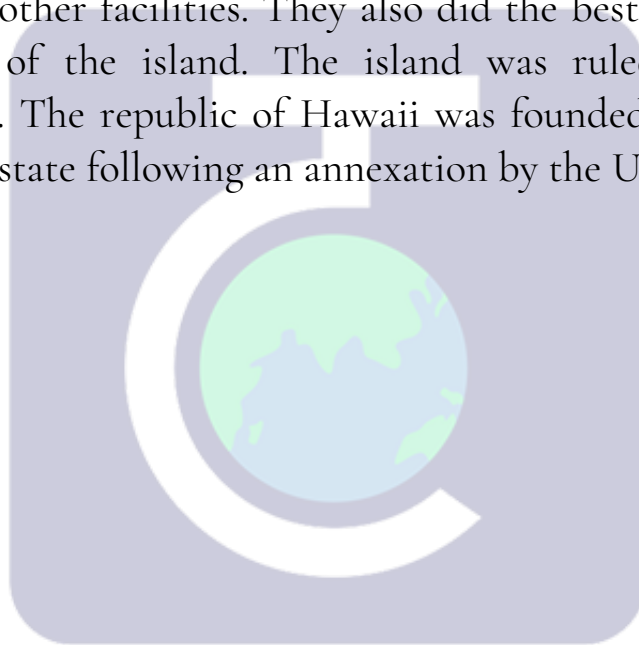 other facilities. They also did the best
of the island. The island was rule
. The republic of Hawaii was founded
state following an annexation by the U